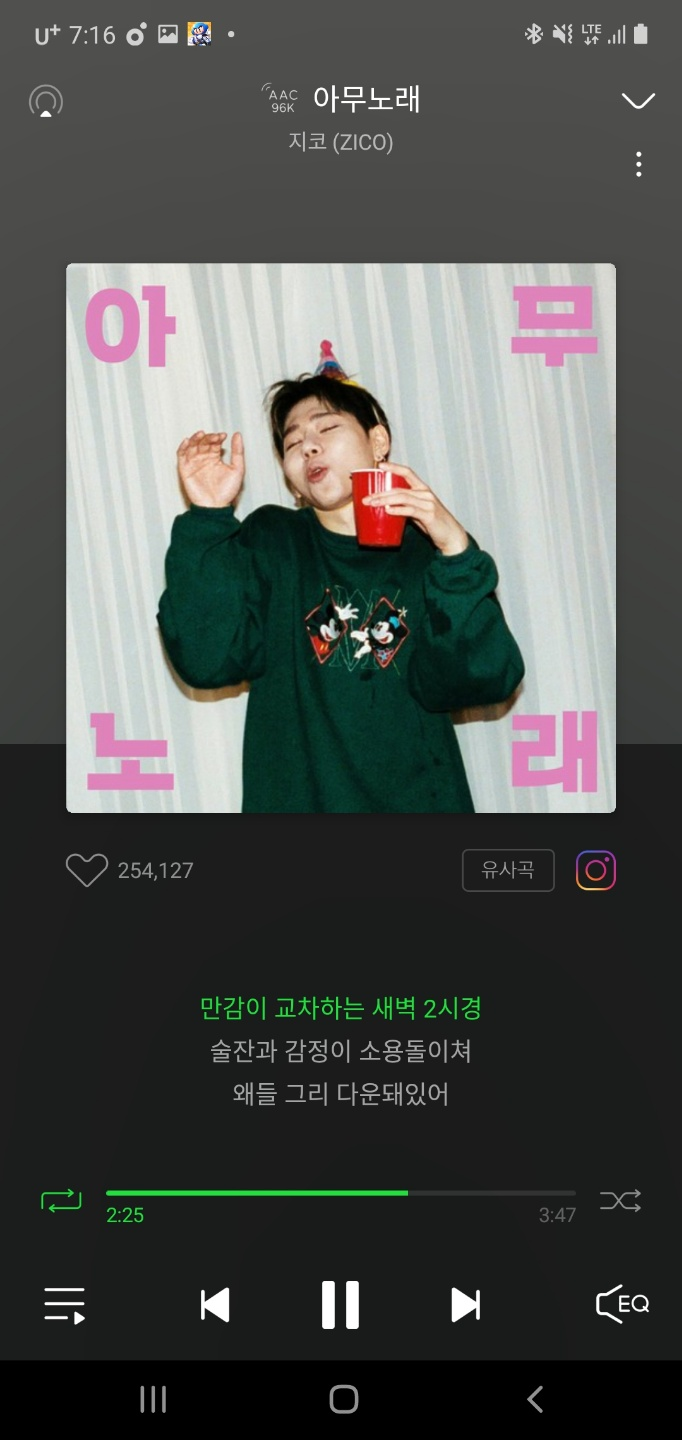 U+ 7:16 LTE
AAC 96K 아무노래
지코 (ZICO)
아 무
노 래
254,127 유사곡
만감이 교차하는 새벽 2시경
술잔과 감정이 소용돌이쳐
왜들 그리 다운돼있어
2:25 3:47
EQ